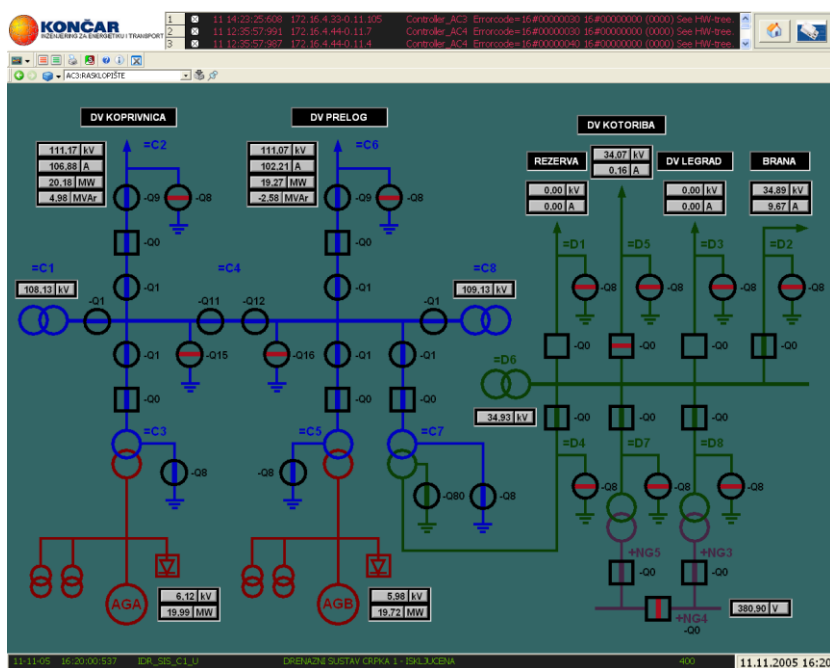 KONČAR
INŽENJERING ZA ENERGETIKU I TRANSPORT
1 11 14:23:25:608 172.16.4.33-0.11.105 Controller_AC3 Errorcode=16#00000030 16#00000000 (0000) See HW-tree.
2 11 12:35:57:991 172.16.4.44-0.11.7 Controller_AC4 Errorcode=16#00000030 16#00000000 (0000) See HW-tree.
3 11 12:35:57:987 172.16.4.44-0.11.4 Controller_AC4 Errorcode=16#00000040 16#00000000 (0000) See HW-tree.
AC3:RASKLOPIŠTE
DV KOPRIVNICA
DV PRELOG
DV KOTORIBA
=C2
=C6
111,17 kV
106,88 A
20,18 MW
4,98 MVAr
111,07 kV
102,21 A
19,27 MW
-2,58 MVAr
REZERVA
34,07 kV
0,16 A
DV LEGRAD
BRANA
0,00 kV
0,00 A
0,00 kV
0,00 A
34,89 kV
9,67 A
-Q9
-Q8
-Q9
-Q8
-Q0
-Q0
=D1
=D5
=D3
=D2
-Q8
-Q8
-Q8
=C1
=C4
=C8
108,13 kV
-Q1
-Q1
109,13 kV
-Q1
-Q11
-Q12
-Q1
-Q0
-Q0
-Q0
-Q0
-Q1
-Q15
-Q16
-Q1
-Q1
=D6
34,93 kV
-Q0
-Q0
-Q0
-Q0
-Q0
-Q0
=C3
=C5
=C7
=D4
=D7
=D8
-Q8
-Q8
-Q80
-Q8
-Q8
-Q8
-Q8
+NG5
+NG3
-Q0
-Q0
AGA
6,12 kV
19,99 MW
AGB
5,98 kV
19,72 MW
+NG4
-Q0
380,90 V
11-11-05 16:20:00:537 IDR_SIS_C1_U DRENAZNI SUSTAV CRPKA 1 - ISKLJUCENA 400
11.11.2005 16:20